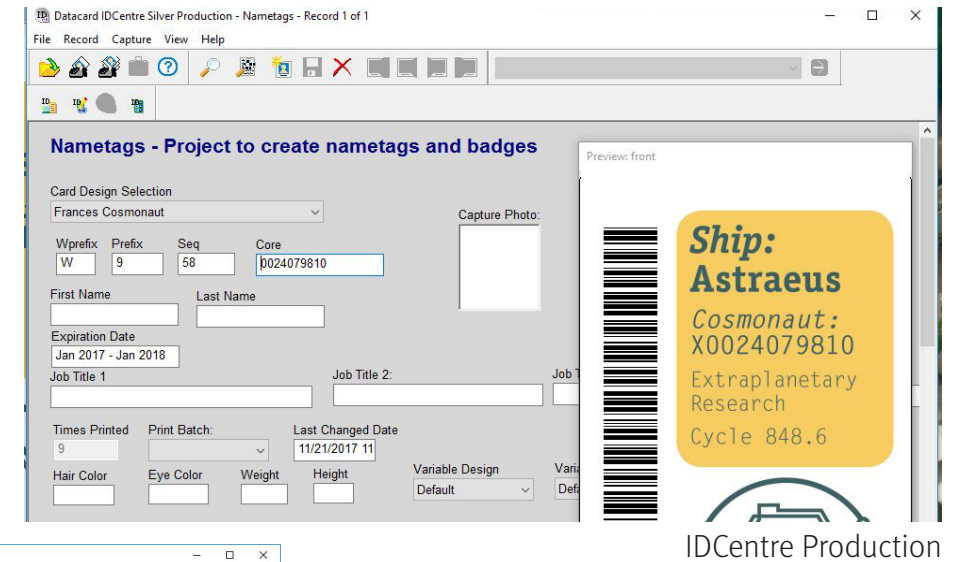 Datacard IDCentre Silver Production - Nametags - Record 1 of 1
File Record Capture View Help
Nametags - Project to create nametags and badges
Preview: front
Card Design Selection
Frances Cosmonaut
Capture Photo:
Wprefix Prefix Seq Core
W 9 58 0024079810
First Name Last Name
Expiration Date
Jan 2017 - Jan 2018
Job Title 1 Job Title 2: Job T
Times Printed Print Batch: Last Changed Date
9 11/21/2017 11
Hair Color Eye Color Weight Height Variable Design Varia
Default Defa
Ship:
Astraeus
Cosmonaut:
X0024079810
Extraplanetary
Research
Cycle 848.6
IDCentre Production